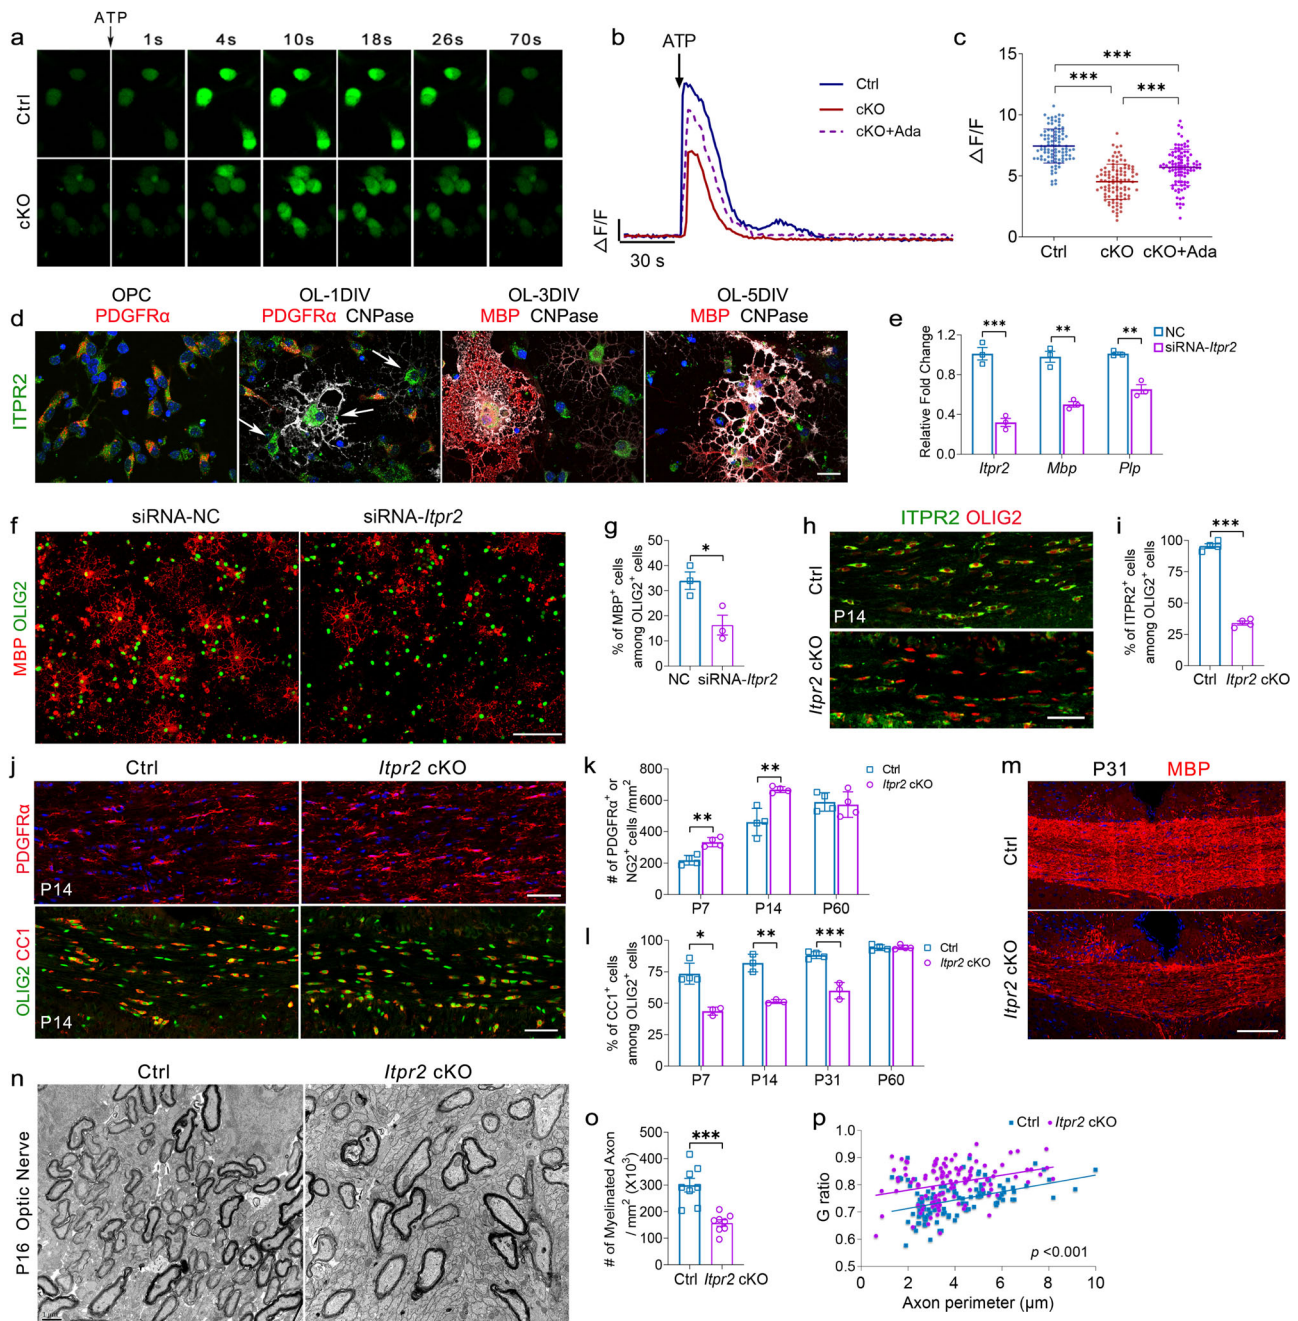 a
ATP
1s 4s 10s 18s 26s 70s
Ctrl
cKO
b
ATP
Ctrl
cKO
cKO+Ada
△F/F
30 s
c
△F/F
15
10
5
0
***
*** ***
Ctrl cKO cKO+Ada
d
OPC OL-1DIV OL-3DIV OL-5DIV
PDGFRα PDGFRα CNPase MBP CNPase MBP CNPase
ITPR2
e
Relative Fold Change
1.2
0.8
0.4
0.0
*** ** **
NC
siRNA-Itpr2
Itpr2 Mbp Plp
f
siRNA-NC siRNA-Itpr2
MBP OLIG2
g
% of MBP⁺ cells
among OLIG2⁺ cells
50
40
30
20
10
0
*
NC siRNA-Itpr2
h
ITPR2 OLIG2
Ctrl
P14
Itpr2 cKO
i
% of ITPR2⁺ cells
among OLIG2⁺ cells
100
75
50
25
0
***
Ctrl Itpr2 cKO
j
Ctrl Itpr2 cKO
PDGFRα
P14
OLIG2 CC1
P14
k
# of PDGFRα⁺ or
NG2⁺ cells /mm²
800
600
400
200
0
** **
Ctrl
Itpr2 cKO
P7 P14 P60
l
% of CC1⁺ cells
among OLIG2⁺ cells
100
75
50
25
0
* ** ***
Ctrl
Itpr2 cKO
P7 P14 P31 P60
m
P31 MBP
Ctrl
Itpr2 cKO
n
Ctrl Itpr2 cKO
P16 Optic Nerve
o
# of Myelinated Axon
/ mm² (X10³)
500
400
300
200
100
0
***
Ctrl Itpr2 cKO
p
Ctrl Itpr2 cKO
G ratio
1.0
0.9
0.8
0.7
0.6
0.5
p <0.001
0 2 4 6 8 10
Axon perimeter (µm)